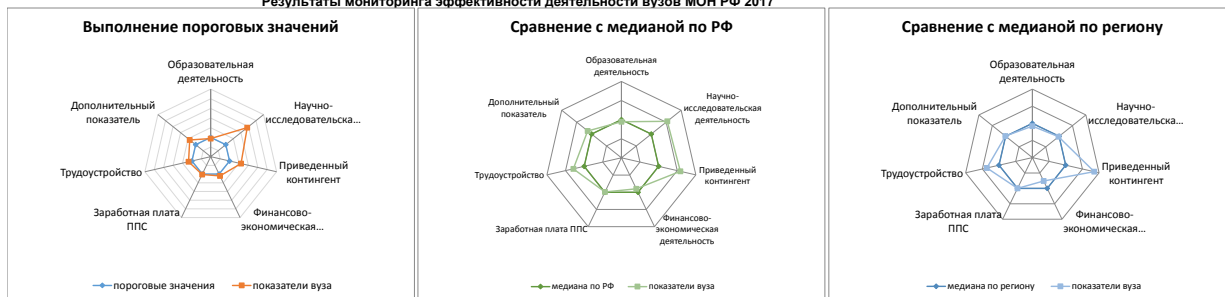 Результаты мониторинга эффективности деятельности вузов МОН РФ 2017
Выполнение пороговых значений
Образовательная
деятельность
Научно-
исследовательска...
Приведенный
контингент
Финансово-
экономическая...
Заработная плата
ППС
Трудоустройство
Дополнительный
показатель
пороговые значения
показатели вуза
Сравнение с медианой по РФ
Образовательная
деятельность
Научно-
исследовательская
деятельность
Приведенный
контингент
Финансово-
экономическая
деятельность
Заработная плата ППС
Трудоустройство
Дополнительный
показатель
медиана по РФ
показатели вуза
Сравнение с медианой по региону
Образовательная
деятельность
Научно-
исследовательска...
Приведенный
контингент
Финансово-
экономическая...
Заработная плата
ППС
Трудоустройство
Дополнительный
показатель
медиана по региону
показатели вуза